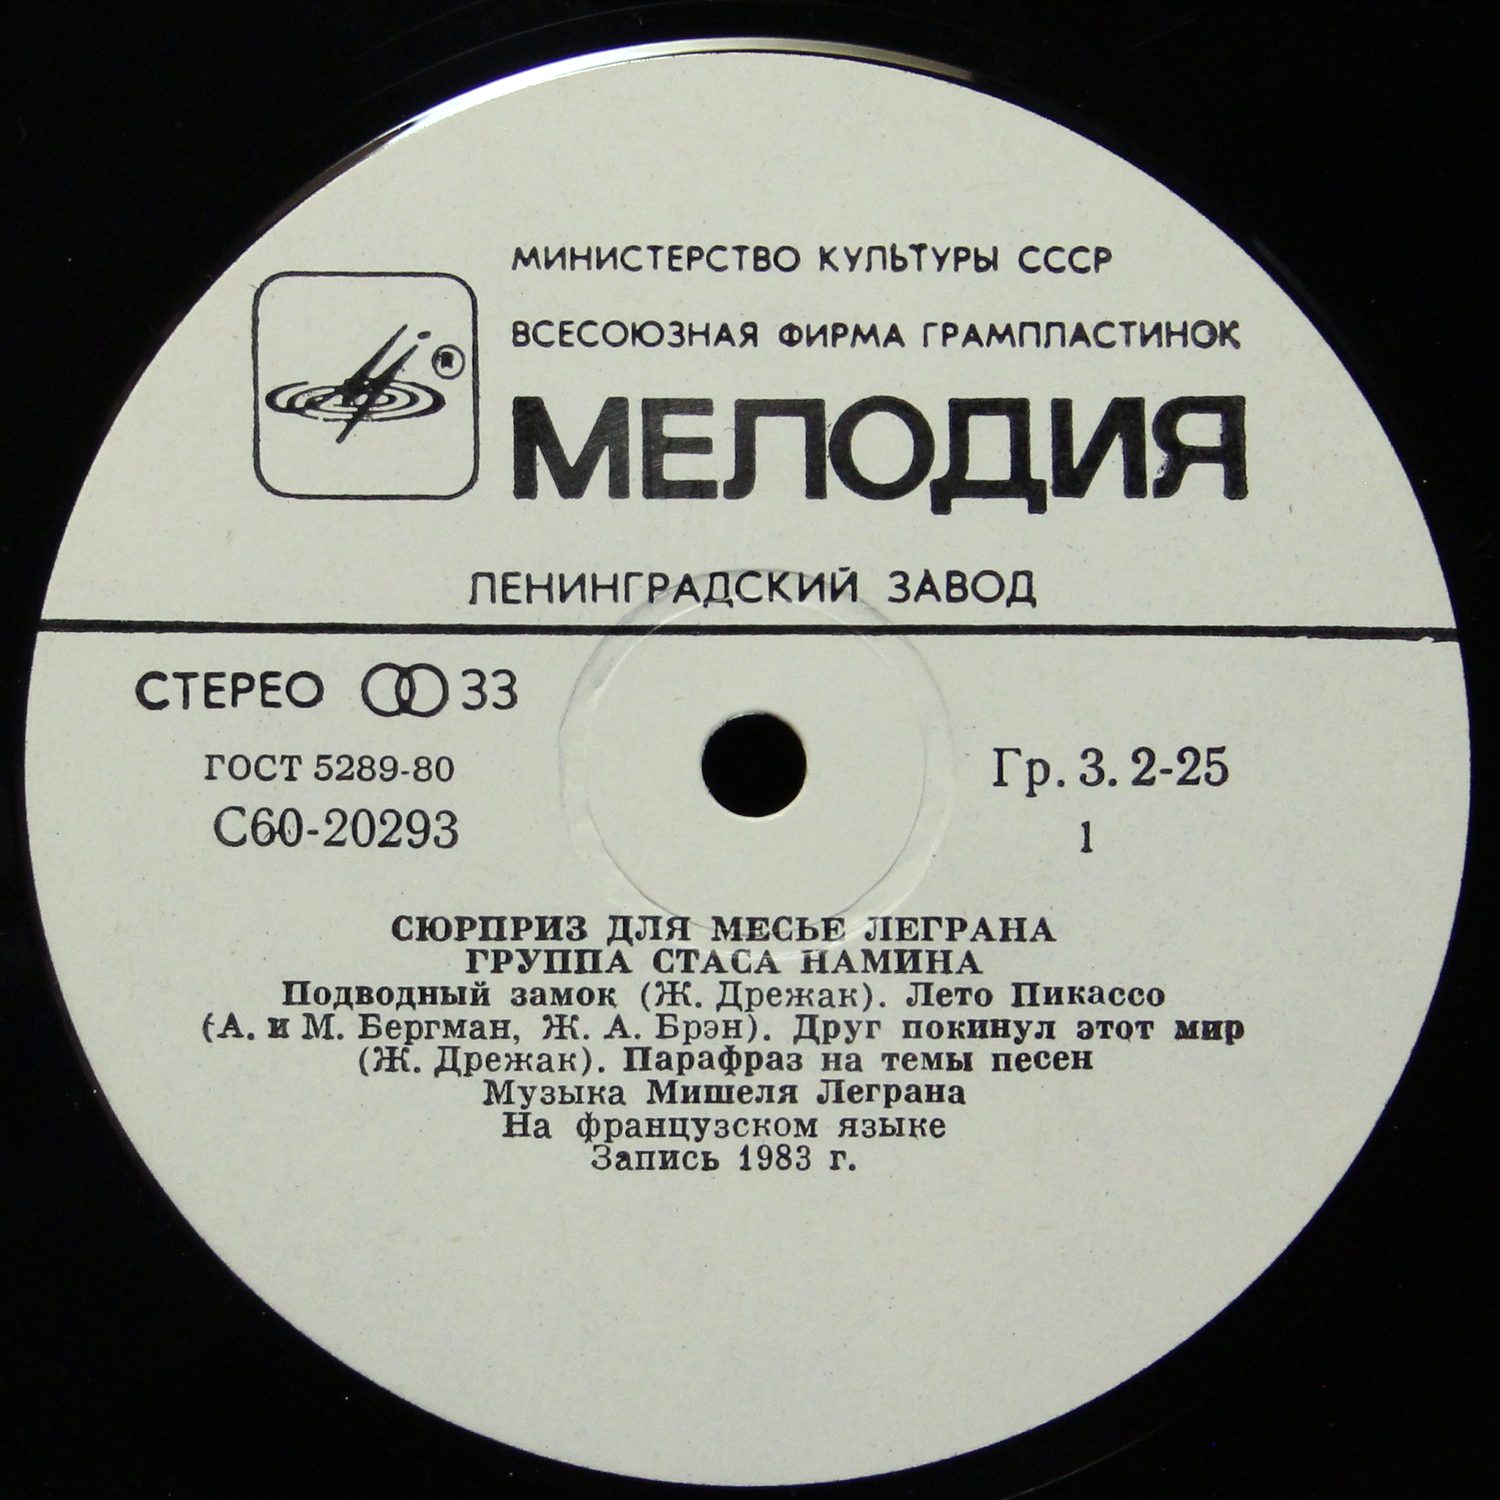 МИНИСТЕРСТВО КУЛЬТУРЫ СССР
ВСЕСОЮЗНАЯ ФИРМА ГРАМПЛАСТИНОК
®
МЕЛОДИЯ
ЛЕНИНГРАДСКИЙ ЗАВОД
СТЕРЕО 33
ГОСТ 5289-80
Гр. 3. 2-25
С60-20293
1
СЮРПРИЗ ДЛЯ МЕСЬЕ ЛЕГРАНА
ГРУППА СТАСА НАМИНА
Подводный замок (Ж. Дрежак). Лето Пикассо
(А. и М. Бергман, Ж. А. Брэн). Друг покинул этот мир
(Ж. Дрежак). Парафраз на темы песен
Музыка Мишеля Леграна
На французском языке
Запись 1983 г.